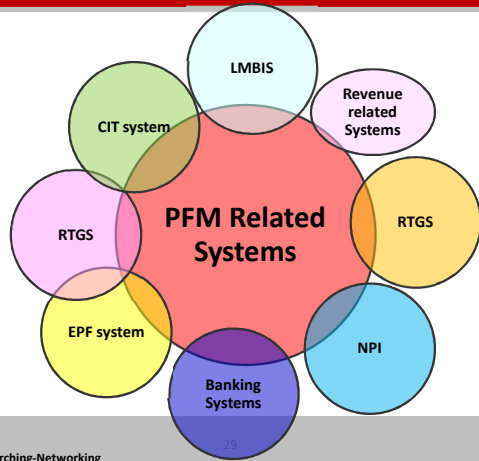 LMBIS
Revenue
related
Systems
CIT system
PFM Related
Systems
RTGS
RTGS
EPF system
NPI
Banking
Systems
29
rching-Networking